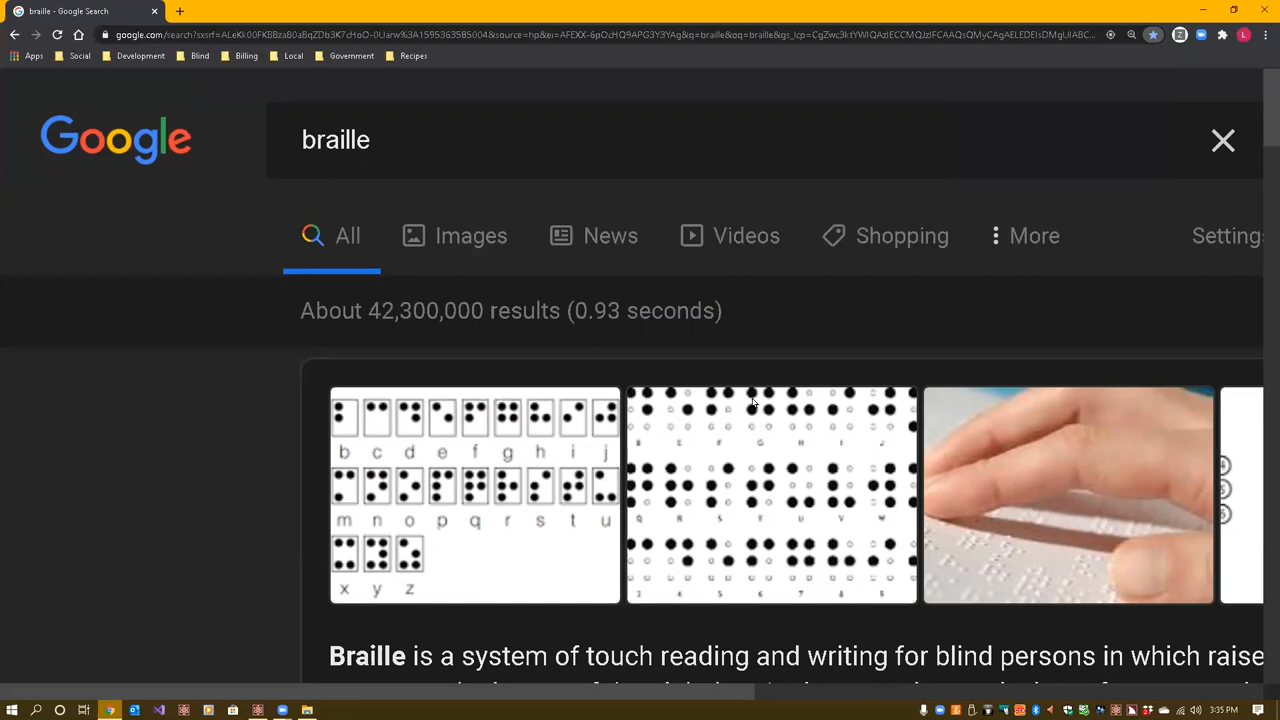 braille - Google Search
Apps Social Development Blind Billing Local Government Recipes
Google
braille
All Images News Videos Shopping More Setting
About 42,300,000 results (0.93 seconds)
b c d e f g h i j
m n o p q r s t u
x y z
Braille is a system of touch reading and writing for blind persons in which raise
3:35 PM